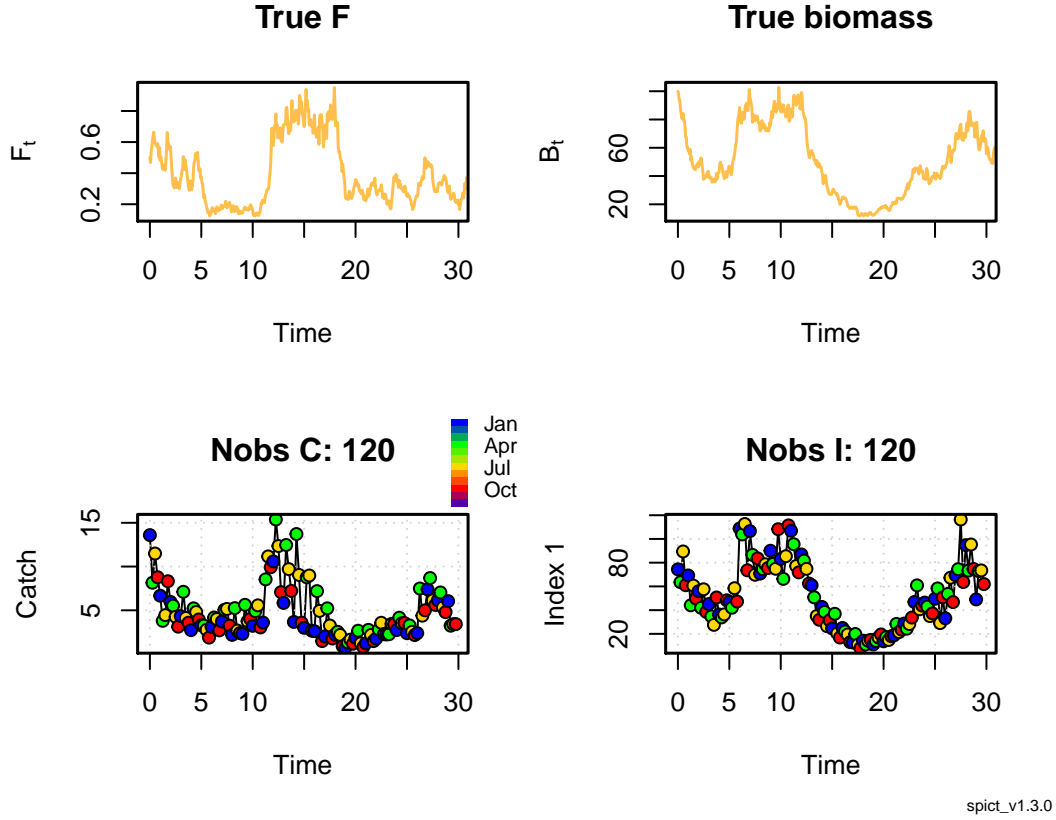 True F
True biomass
Ft
0.2 0.6
0 5 10 20 30
Time
Bt
20 60
0 5 10 20 30
Time
Nobs C: 120
Jan
Apr
Jul
Oct
Nobs I: 120
Catch
5 15
0 5 10 20 30
Time
Index 1
20 80
0 5 10 20 30
Time
spict_v1.3.0